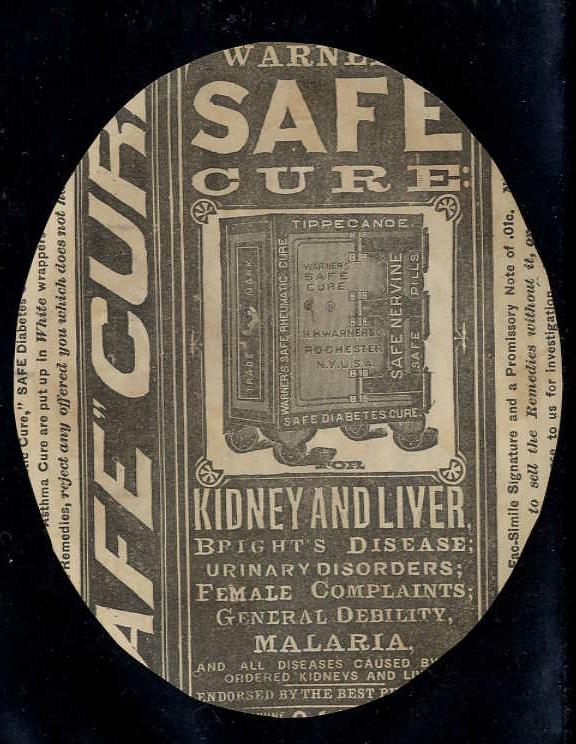 WARNE
SAFE
CURE:
TIPPECANOE.
TRADE MARK
WARNER'S SAFE RHEUMATIC CURE.
WARNER'S
SAFE
CURE
H.H.WARNER & CO
ROCHESTER
N.Y. U.S.A.
SAFE NERVINE
SAFE PILLS.
SAFE DIABETES CURE.
FOR
KIDNEY AND LIVER,
BRIGHT'S DISEASE;
URINARY DISORDERS;
FEMALE COMPLAINTS;
GENERAL DEBILITY,
MALARIA,
AND ALL DISEASES CAUSED BY
ORDERED KIDNEYS AND LIV
ENDORSED BY THE BEST
AFE" CUR
Cure," SAFE Diabetes
Asthma Cure are put up in White wrappers
Remedies, reject any offered you which does not
Fac-Simile Signature and a Promissory Note of .01c.
to sell the Remedies without it, or
to us for investigation